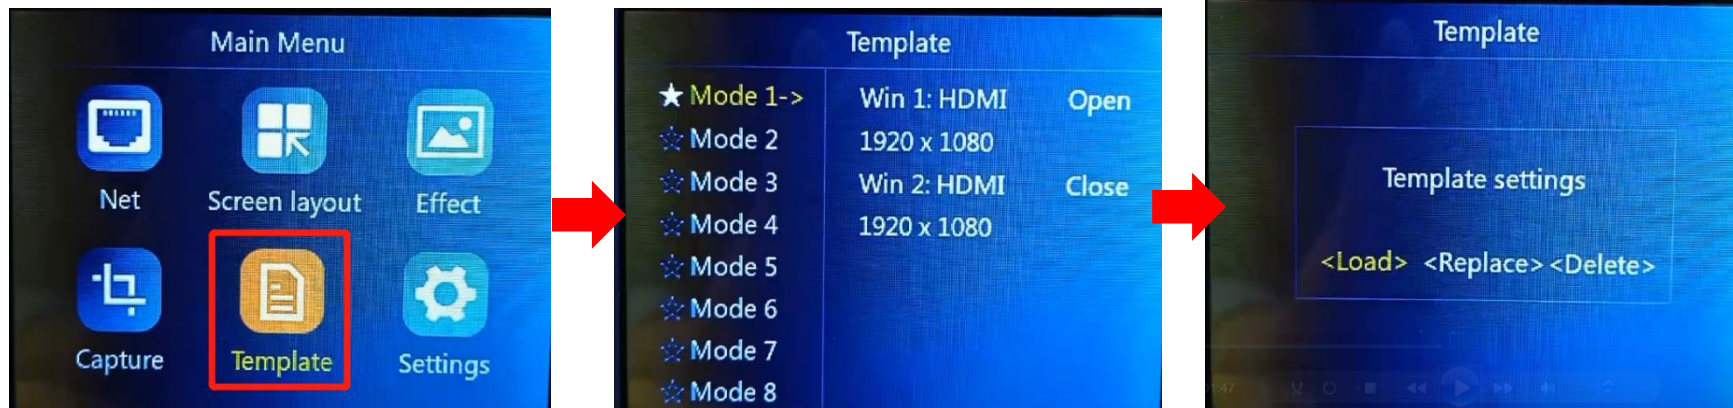 Main Menu
Net
Screen layout
Effect
Capture
Template
Settings
Template
Mode 1-> Win 1: HDMI Open
Mode 2 1920 x 1080
Mode 3 Win 2: HDMI Close
Mode 4 1920 x 1080
Mode 5
Mode 6
Mode 7
Mode 8
Template
Template settings
<Load> <Replace> <Delete>